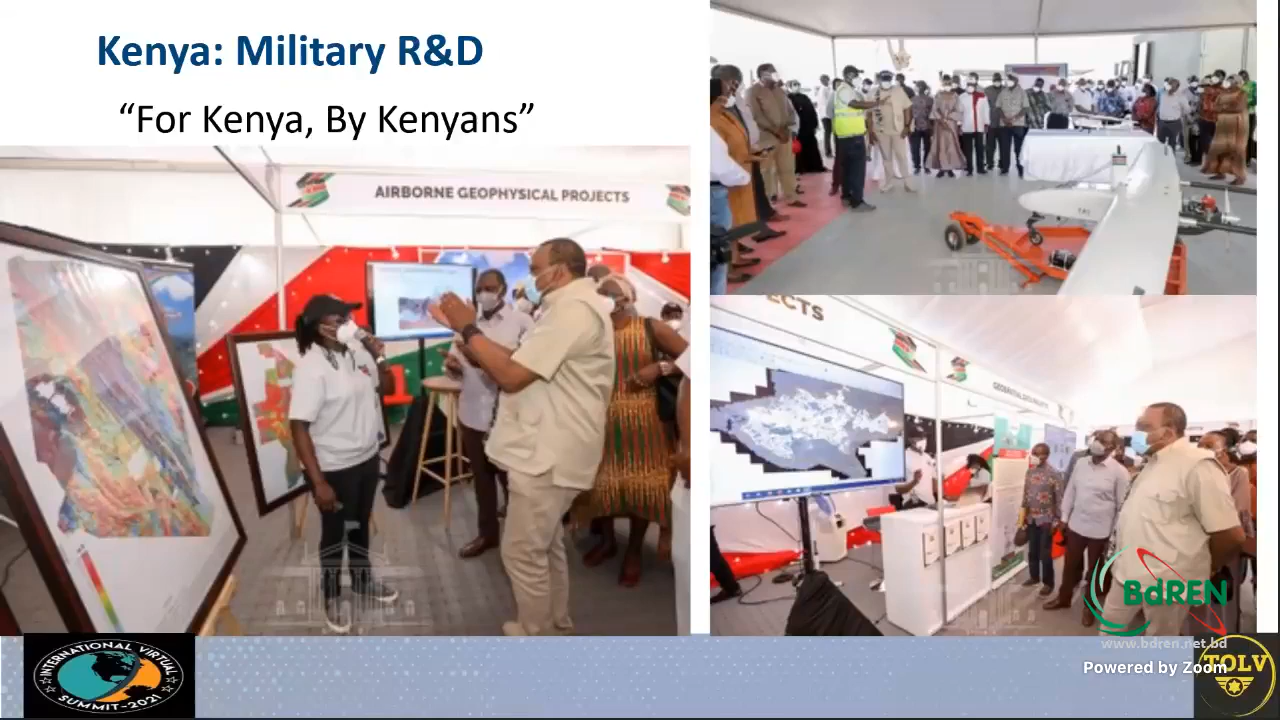 Kenya: Military R&D
“For Kenya, By Kenyans”
AIRBORNE GEOPHYSICAL PROJECTS
ECTS
BdREN
www.bdren.net.bd
Powered by Zoom
INTERNATIONAL VIRTUAL
SUMMIT-2021
TOLV